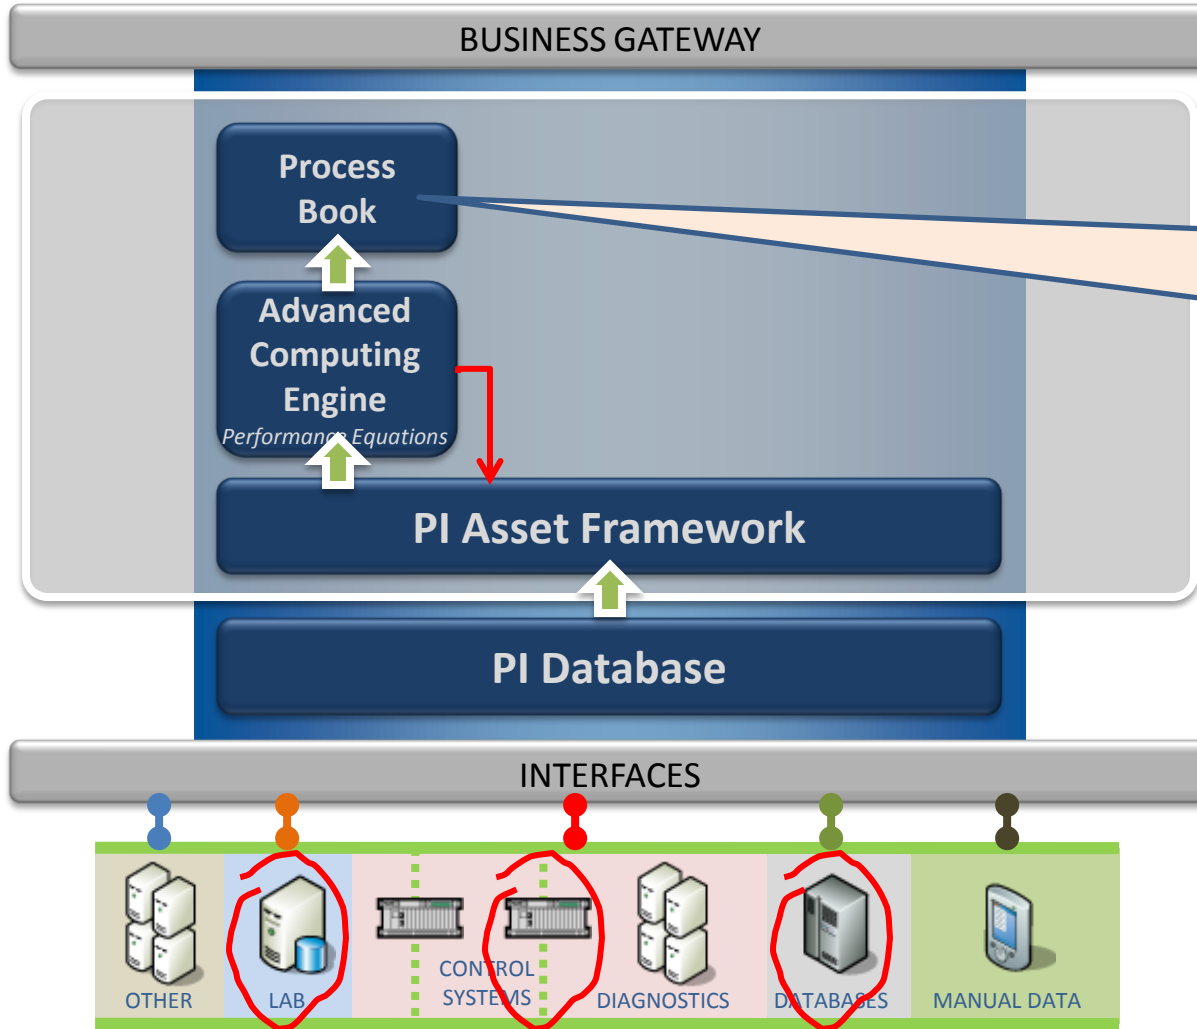 BUSINESS GATEWAY
Process
Book
Advanced
Computing
Engine
Performance Equations
PI Asset Framework
PI Database
INTERFACES
OTHER
LAB
CONTROL
SYSTEMS
DIAGNOSTICS
DATABASES
MANUAL DATA